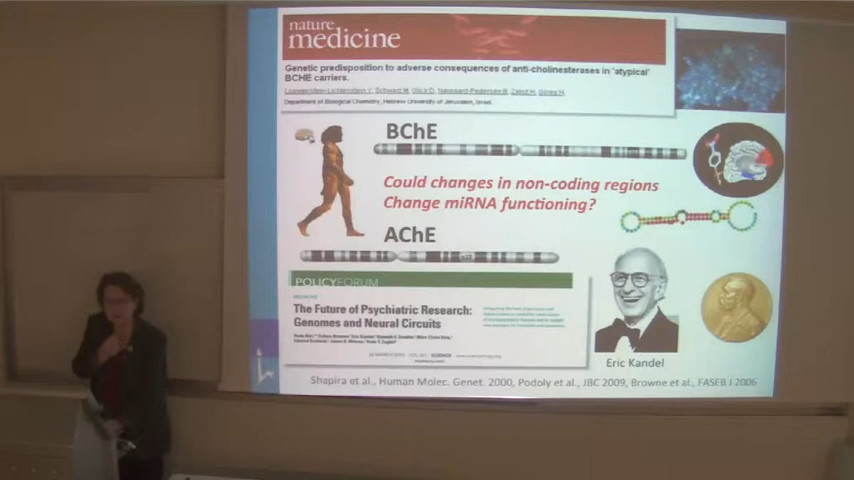 nature
medicine
Genetic predisposition to adverse consequences of anti-cholinesterases in 'atypical'
BCHE carriers.
Department of Biological Chemistry, Hebrew University of Jerusalem, Israel.
BChE
Could changes in non-coding regions
Change miRNA functioning?
AChE
POLICYFORUM
The Future of Psychiatric Research:
Genomes and Neural Circuits
Eric Kandel
Shapira et al., Human Molec. Genet. 2000, Podoly et al., JBC 2009, Browne et al., FASEB J 2006